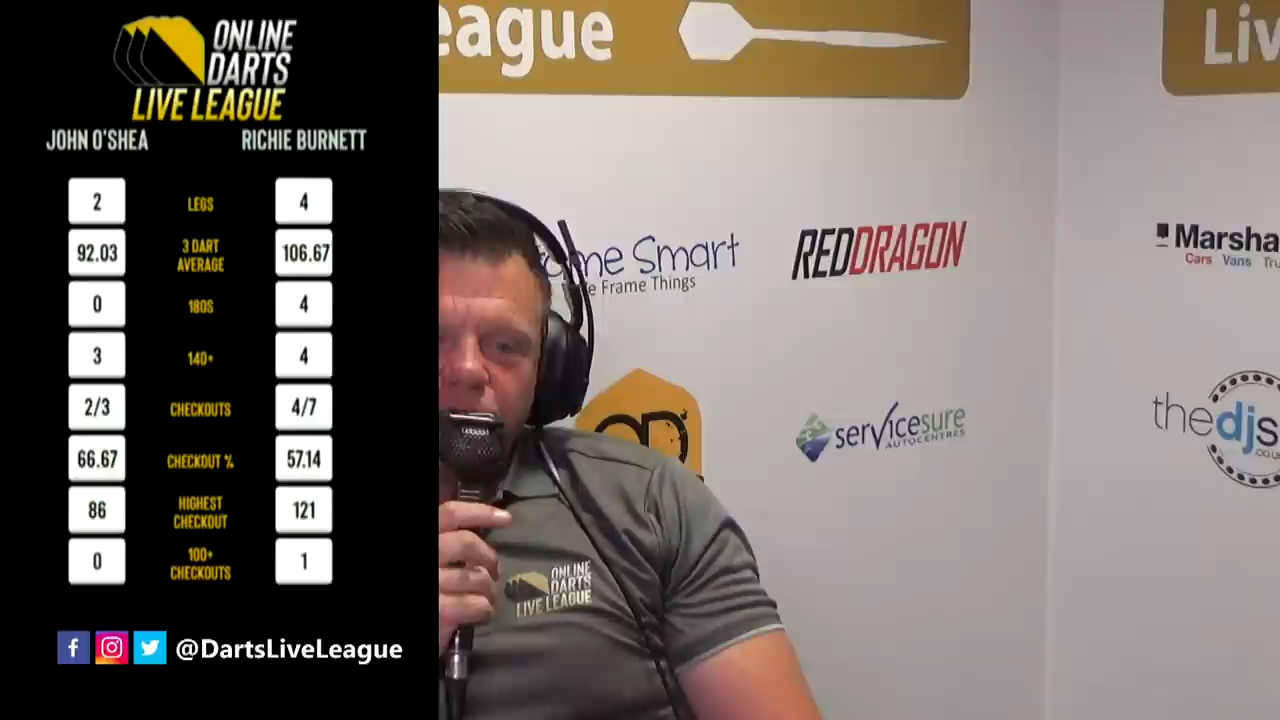 ONLINE
DARTS
LIVE LEAGUE
JOHN O'SHEA RICHIE BURNETT
2 LEGS 4
92.03 3 DART AVERAGE 106.67
0 180S 4
3 140+ 4
2/3 CHECKOUTS 4/7
66.67 CHECKOUT % 57.14
86 HIGHEST CHECKOUT 121
0 100+ CHECKOUTS 1
@DartsLiveLeague
eague
Liv
ame Smart
e Frame Things
REDDRAGON
Marsha
Cars Vans Tru
servicesure
AUTOCENTRES
thedjs
.co.u
OD
ONLINE
DARTS
LIVE LEAGUE